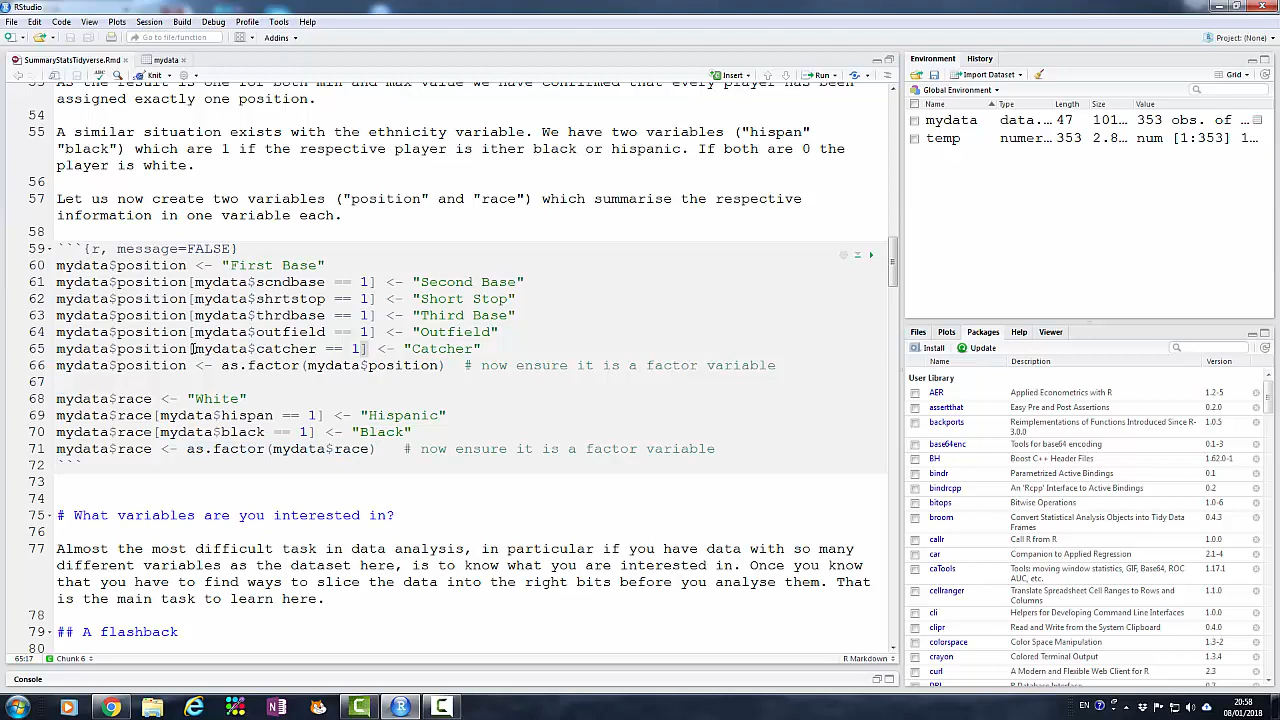 RStudio
File Edit Code View Plots Session Build Debug Profile Tools Help
Go to file/function Addins Project: (None)
SummaryStatsTidyverse.Rmd mydata
Knit Insert Run
assigned exactly one position.
54
55 A similar situation exists with the ethnicity variable. We have two variables ("hispan"
"black") which are 1 if the respective player is ither black or hispanic. If both are 0 the
player is white.
56
57 Let us now create two variables ("position" and "race") which summarise the respective
information in one variable each.
58
59 ```{r, message=FALSE}
60 mydata$position <- "First Base"
61 mydata$position[mydata$scndbase == 1] <- "Second Base"
62 mydata$position[mydata$shrtstop == 1] <- "Short Stop"
63 mydata$position[mydata$thrdbase == 1] <- "Third Base"
64 mydata$position[mydata$outfield == 1] <- "Outfield"
65 mydata$position[mydata$catcher == 1] <- "Catcher"
66 mydata$position <- as.factor(mydata$position) # now ensure it is a factor variable
67
68 mydata$race <- "White"
69 mydata$race[mydata$hispan == 1] <- "Hispanic"
70 mydata$race[mydata$black == 1] <- "Black"
71 mydata$race <- as.factor(mydata$race) # now ensure it is a factor variable
72 ```
73
74
75 # What variables are you interested in?
76
77 Almost the most difficult task in data analysis, in particular if you have data with so many
different variables as the dataset here, is to know what you are interested in. Once you know
that you have to find ways to slice the data into the right bits before you analyse them. That
is the main task to learn here.
78
79 ## A flashback
80
65:17 Chunk 6 R Markdown
Console
Environment History
Import Dataset Grid
Global Environment
Name Type Length Size Value
mydata data.… 47 101… 353 obs. of …
temp numer… 353 2.8… num [1:353] 1…
Files Plots Packages Help Viewer
Install Update
Name Description Version
User Library
AER Applied Econometrics with R 1.2-5
assertthat Easy Pre and Post Assertions 0.2.0
backports Reimplementations of Functions Introduced Since R-3.0.0 1.0.5
base64enc Tools for base64 encoding 0.1-3
BH Boost C++ Header Files 1.62.0-1
bindr Parametrized Active Bindings 0.1
bindrcpp An 'Rcpp' Interface to Active Bindings 0.2
bitops Bitwise Operations 1.0-6
broom Convert Statistical Analysis Objects into Tidy Data Frames 0.4.3
callr Call R from R 1.0.0
car Companion to Applied Regression 2.1-4
caTools Tools: moving window statistics, GIF, Base64, ROC AUC, etc. 1.17.1
cellranger Translate Spreadsheet Cell Ranges to Rows and Columns 1.1.0
cli Helpers for Developing Command Line Interfaces 1.0.0
clipr Read and Write from the System Clipboard 0.4.0
colorspace Color Space Manipulation 1.3-2
crayon Colored Terminal Output 1.3.4
curl A Modern and Flexible Web Client for R 2.3
EN 20:58
08/01/2018